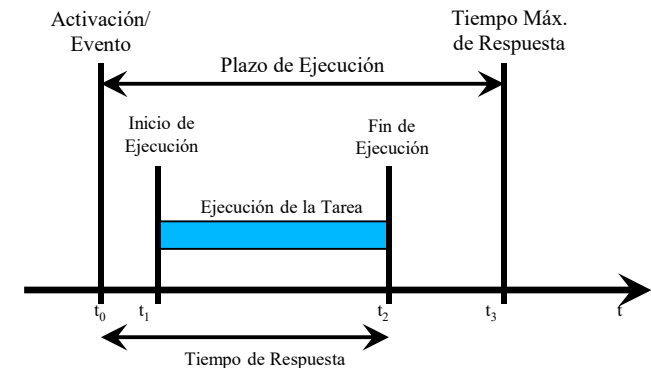 Activación/
Evento
Tiempo Máx.
de Respuesta
Plazo de Ejecución
Inicio de
Ejecución
Fin de
Ejecución
Ejecución de la Tarea
t0 t1 t2 t3 t
Tiempo de Respuesta